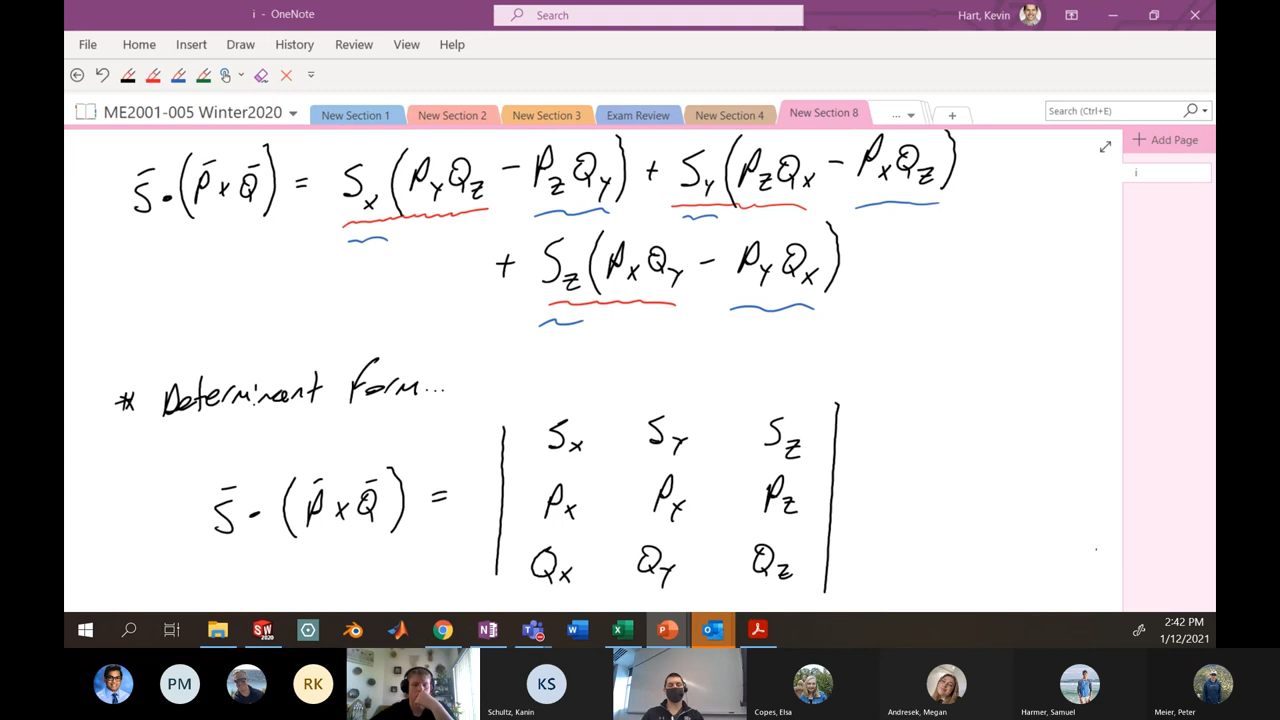 i - OneNote
Search
Hart, Kevin
File Home Insert Draw History Review View Help
ME2001-005 Winter2020
New Section 1 New Section 2 New Section 3 Exam Review New Section 4 New Section 8 ... +
Search (Ctrl+E)
+ Add Page
i
S̄·(P̄×Q̄) = Sx(PyQz - PzQy) + Sy(PzQx - PxQz)
+ Sz(PxQy - PyQx)
* Determinant Form...
Sx Sy Sz
S̄·(P̄×Q̄) = Px Py Pz
Qx Qy Qz
2:42 PM
1/12/2021
SW
2020
PM
RK
KS
Schultz, Kanin
Copes, Elsa
Andresek, Megan
Harmer, Samuel
Meier, Peter